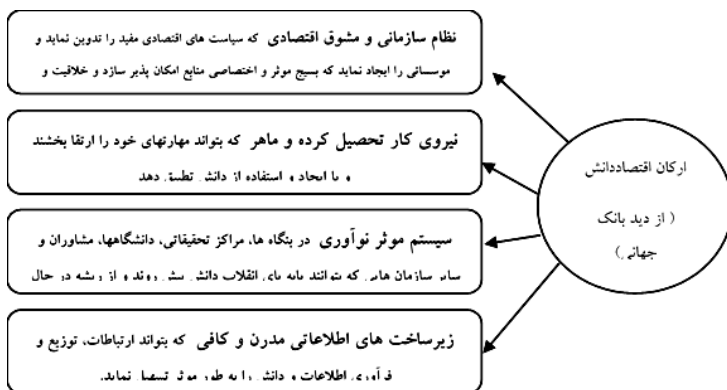 ارکان اقتصاددانش
( از دید بانک
جهانی)
نظام سازمانی و مشوق اقتصادی که سیاست های اقتصادی مفید را تدوین نماید و
موسساتی را ایجاد نماید که بسیج موثر و اختصاصی منابع امکان پذیر سازد و خلاقیت و
نیروی کار تحصیل کرده و ماهر که بتواند مهارتهای خود را ارتقا بخشند
و با ایجاد و استفاده از دانش تطبیق دهد
سیستم موثر نوآوری در بنگاه ها، مراکز تحقیقاتی، دانشگاهها، مشاوران و
سایر سازمان هایی که بتوانند پابه پای انقلاب دانش پیش روند و از ریشه در حال
زیرساخت های اطلاعاتی مدرن و کافی که بتواند ارتباطات، توزیع و
فرآوری اطلاعات و دانش را به طور موثر تسهیل نماید.